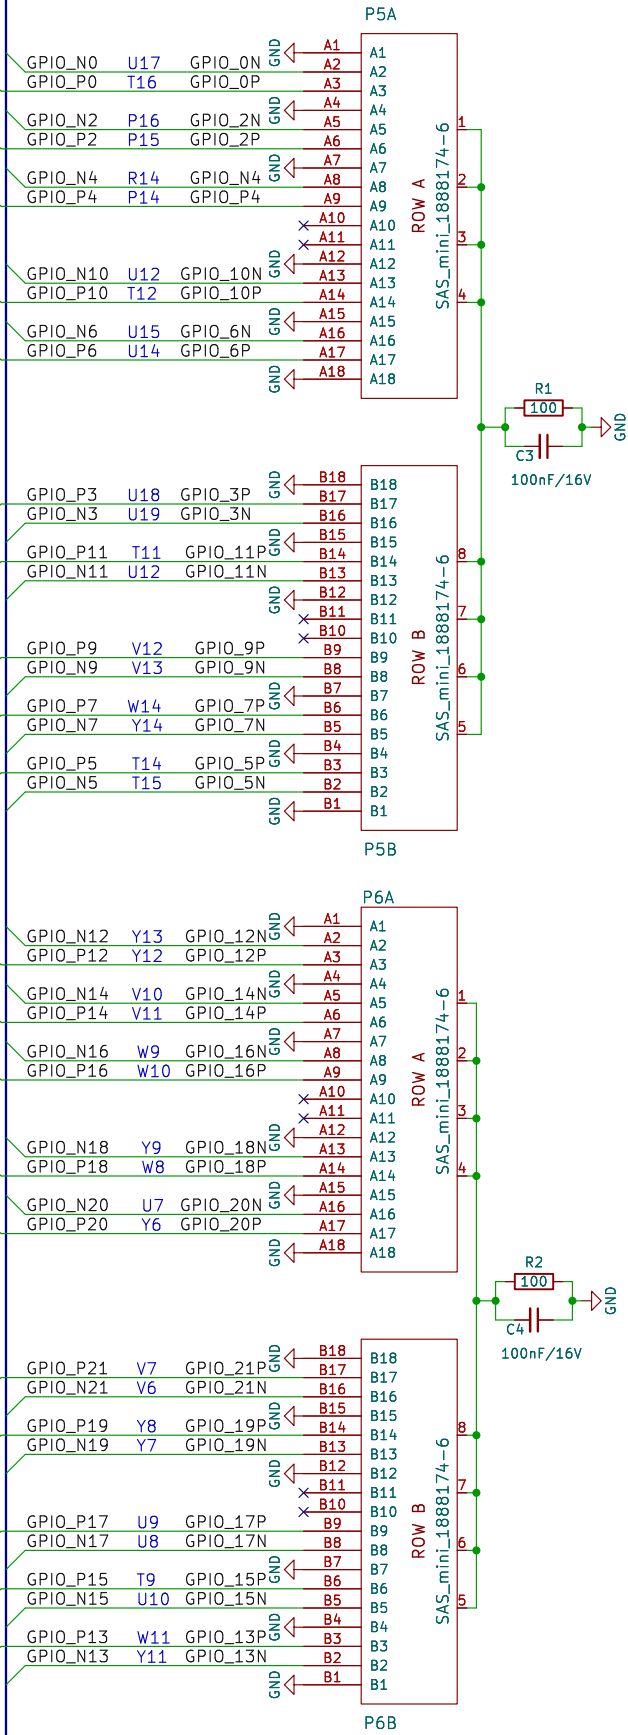 P5A
GND A1 A1
GPIO_N0 U17 GPIO_0N A2 A2
GPIO_P0 T16 GPIO_0P A3 A3
GND A4 A4
GPIO_N2 P16 GPIO_2N A5 A5 1
GPIO_P2 P15 GPIO_2P A6 A6
GND A7 A7
GPIO_N4 R14 GPIO_N4 A8 A8 2
GPIO_P4 P14 GPIO_P4 A9 A9
A10 A10
A11 A11 3
GND A12 A12
GPIO_N10 U12 GPIO_10N A13 A13
GPIO_P10 T12 GPIO_10P A14 A14 4
GND A15 A15
GPIO_N6 U15 GPIO_6N A16 A16
GPIO_P6 U14 GPIO_6P A17 A17
GND A18 A18
ROW A
SAS_mini_1888174-6
R1
100
GND
C3
100nF/16V
GND B18 B18
GPIO_P3 U18 GPIO_3P B17 B17
GPIO_N3 U19 GPIO_3N B16 B16
GND B15 B15
GPIO_P11 T11 GPIO_11P B14 B14 8
GPIO_N11 U12 GPIO_11N B13 B13
GND B12 B12
B11 B11 7
B10 B10
GPIO_P9 V12 GPIO_9P B9 B9
GPIO_N9 V13 GPIO_9N B8 B8 6
GND B7 B7
GPIO_P7 W14 GPIO_7P B6 B6
GPIO_N7 Y14 GPIO_7N B5 B5 5
GND B4 B4
GPIO_P5 T14 GPIO_5P B3 B3
GPIO_N5 T15 GPIO_5N B2 B2
GND B1 B1
ROW B
SAS_mini_1888174-6
P5B
P6A
GND A1 A1
GPIO_N12 Y13 GPIO_12N A2 A2
GPIO_P12 Y12 GPIO_12P A3 A3
GND A4 A4
GPIO_N14 V10 GPIO_14N A5 A5 1
GPIO_P14 V11 GPIO_14P A6 A6
GND A7 A7
GPIO_N16 W9 GPIO_16N A8 A8 2
GPIO_P16 W10 GPIO_16P A9 A9
A10 A10
A11 A11 3
GND A12 A12
GPIO_N18 Y9 GPIO_18N A13 A13
GPIO_P18 W8 GPIO_18P A14 A14 4
GND A15 A15
GPIO_N20 U7 GPIO_20N A16 A16
GPIO_P20 Y6 GPIO_20P A17 A17
GND A18 A18
ROW A
SAS_mini_1888174-6
R2
100
GND
C4
100nF/16V
GND B18 B18
GPIO_P21 V7 GPIO_21P B17 B17
GPIO_N21 V6 GPIO_21N B16 B16
GND B15 B15
GPIO_P19 Y8 GPIO_19P B14 B14 8
GPIO_N19 Y7 GPIO_19N B13 B13
GND B12 B12
B11 B11 7
B10 B10
GPIO_P17 U9 GPIO_17P B9 B9
GPIO_N17 U8 GPIO_17N B8 B8 6
GND B7 B7
GPIO_P15 T9 GPIO_15P B6 B6
GPIO_N15 U10 GPIO_15N B5 B5 5
GND B4 B4
GPIO_P13 W11 GPIO_13P B3 B3
GPIO_N13 Y11 GPIO_13N B2 B2
GND B1 B1
ROW B
SAS_mini_1888174-6
P6B